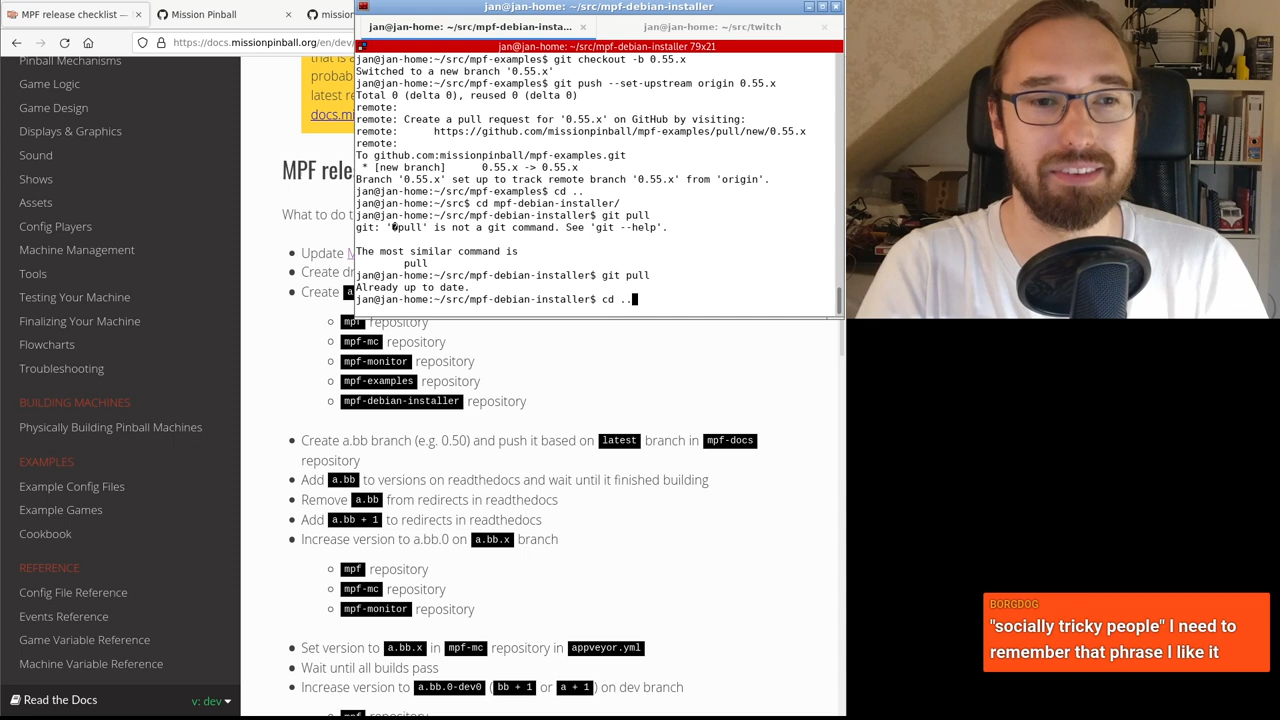 MPF release checklist — ×
Mission Pinball ×
missionp
https://docs.missionpinball.org/en/dev/
jan@jan-home: ~/src/mpf-debian-installer
jan@jan-home: ~/src/mpf-debian-insta... ×
jan@jan-home: ~/src/twitch ×
jan@jan-home: ~/src/mpf-debian-installer 79x21
jan@jan-home:~/src/mpf-examples$ git checkout -b 0.55.x
Switched to a new branch '0.55.x'
jan@jan-home:~/src/mpf-examples$ git push --set-upstream origin 0.55.x
Total 0 (delta 0), reused 0 (delta 0)
remote:
remote: Create a pull request for '0.55.x' on GitHub by visiting:
remote:      https://github.com/missionpinball/mpf-examples/pull/new/0.55.x
remote:
To github.com:missionpinball/mpf-examples.git
 * [new branch]      0.55.x -> 0.55.x
Branch '0.55.x' set up to track remote branch '0.55.x' from 'origin'.
jan@jan-home:~/src/mpf-examples$ cd ..
jan@jan-home:~/src$ cd mpf-debian-installer/
jan@jan-home:~/src/mpf-debian-installer$ git pull
git: '�pull' is not a git command. See 'git --help'.
The most similar command is
        pull
jan@jan-home:~/src/mpf-debian-installer$ git pull
Already up to date.
jan@jan-home:~/src/mpf-debian-installer$ cd ..
Pinball Mechanisms
Game Logic
Game Design
Displays & Graphics
Sound
Shows
Assets
Config Players
Machine Management
Tools
Testing Your Machine
Finalizing Your Machine
Flowcharts
Troubleshooting
BUILDING MACHINES
Physically Building Pinball Machines
EXAMPLES
Example Config Files
Example Games
Cookbook
REFERENCE
Config File Reference
Events Reference
Game Variable Reference
Machine Variable Reference
Read the Docs
v: dev
that is a
probab
latest re
docs.mi
MPF rele
What to do t
Update M
Create dr
Create a
mpf repository
mpf-mc repository
mpf-monitor repository
mpf-examples repository
mpf-debian-installer repository
Create a.bb branch (e.g. 0.50) and push it based on latest branch in mpf-docs
repository
Add a.bb to versions on readthedocs and wait until it finished building
Remove a.bb from redirects in readthedocs
Add a.bb + 1 to redirects in readthedocs
Increase version to a.bb.0 on a.bb.x branch
mpf repository
mpf-mc repository
mpf-monitor repository
Set version to a.bb.x in mpf-mc repository in appveyor.yml
Wait until all builds pass
Increase version to a.bb.0-dev0 ( bb + 1 or a + 1 ) on dev branch
mpf repository
BORGDOG
"socially tricky people" I need to
remember that phrase I like it